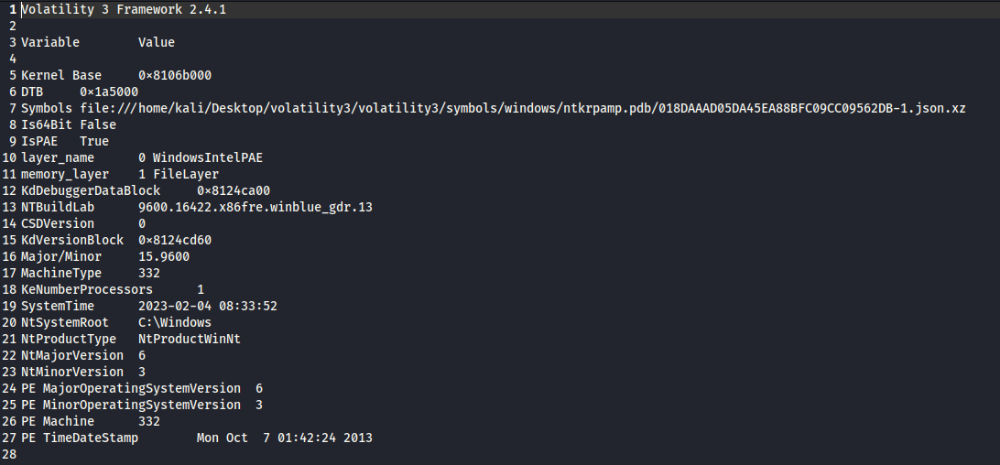 1 Volatility 3 Framework 2.4.1
2
3 Variable Value
4
5 Kernel Base 0×8106b000
6 DTB 0×1a5000
7 Symbols file:///home/kali/Desktop/volatility3/volatility3/symbols/windows/ntkrpamp.pdb/018DAAAD05DA45EA88BFC09CC09562DB-1.json.xz
8 Is64Bit False
9 IsPAE True
10 layer_name 0 WindowsIntelPAE
11 memory_layer 1 FileLayer
12 KdDebuggerDataBlock 0×8124ca00
13 NTBuildLab 9600.16422.x86fre.winblue_gdr.13
14 CSDVersion 0
15 KdVersionBlock 0×8124cd60
16 Major/Minor 15.9600
17 MachineType 332
18 KeNumberProcessors 1
19 SystemTime 2023-02-04 08:33:52
20 NtSystemRoot C:\Windows
21 NtProductType NtProductWinNt
22 NtMajorVersion 6
23 NtMinorVersion 3
24 PE MajorOperatingSystemVersion 6
25 PE MinorOperatingSystemVersion 3
26 PE Machine 332
27 PE TimeDateStamp Mon Oct 7 01:42:24 2013
28